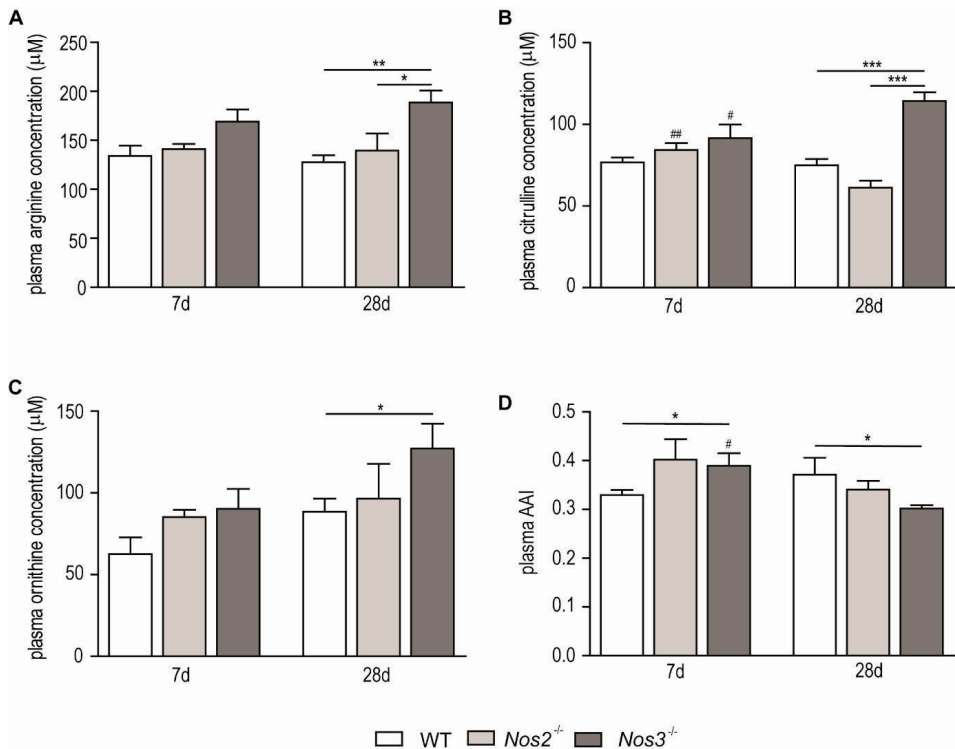 A
plasma arginine concentration (μM)
250
200
150
100
50
0
**
*
7d
28d
B
plasma citrulline concentration (μM)
150
100
50
0
##
#
***
***
7d
28d
C
plasma ornithine concentration (μM)
150
100
50
0
*
7d
28d
D
plasma AAI
0.5
0.4
0.3
0.2
0.1
0.0
*
#
*
7d
28d
WT Nos2-/- Nos3-/-